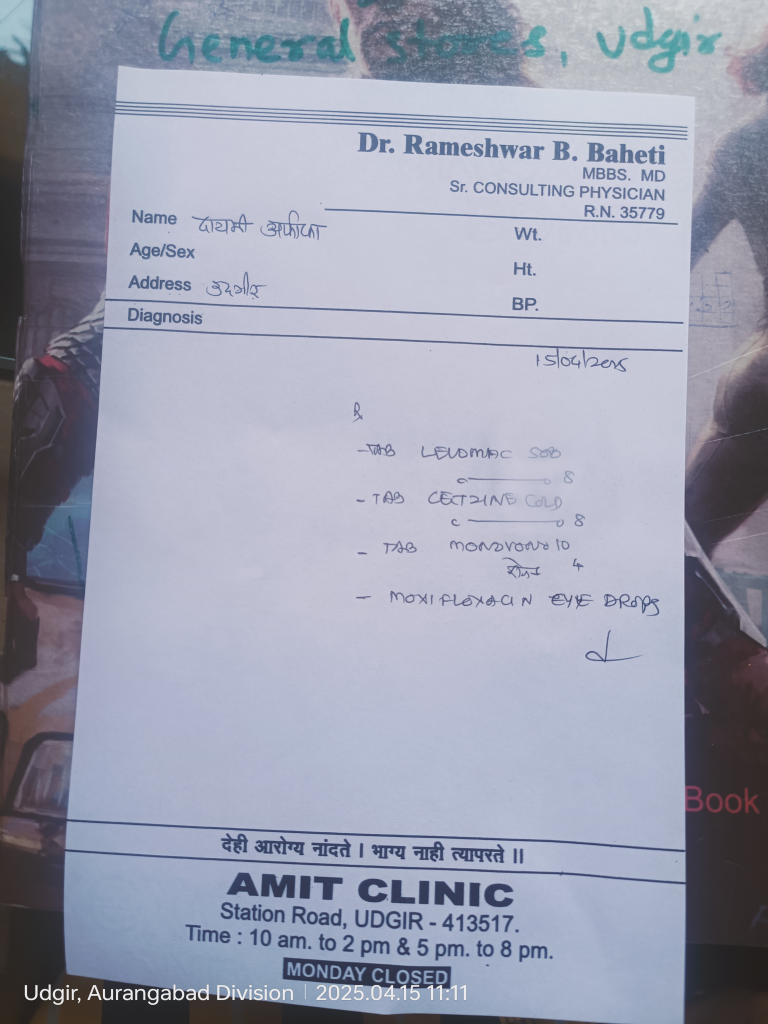 General stores, Udgir
Dr. Rameshwar B. Baheti
MBBS. MD
Sr. CONSULTING PHYSICIAN
R.N. 35779
Name दायमी अफीफा
Wt.
Age/Sex
Ht.
Address उदगीर
BP.
Diagnosis
15/04/2025
℞
- TAB LEVOMAC 500
8
- TAB CETZINE COLD
8
- TAB 10
4
- MOXIFLOXACIN EYE DROPS
Book
देही आरोग्य नांदते । भाग्य नाही त्यापरते ॥
AMIT CLINIC
Station Road, UDGIR - 413517.
Time : 10 am. to 2 pm & 5 pm. to 8 pm.
MONDAY CLOSED
Udgir, Aurangabad Division | 2025.04.15 11:11